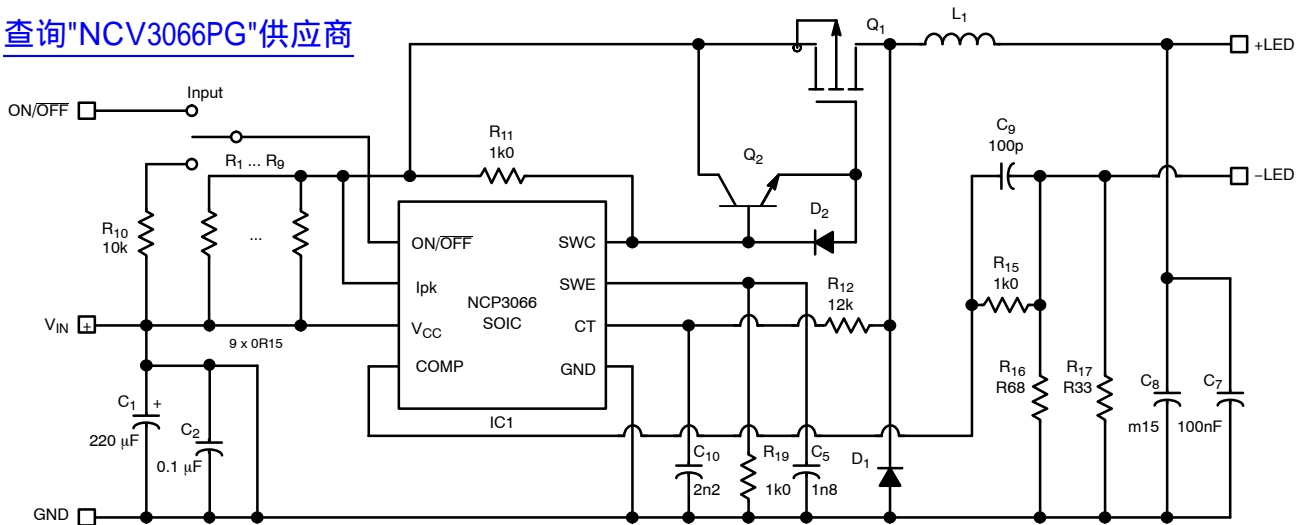 查询"NCV3066PG"供应商
Q1
L1
+LED
ON/OFF
Input
R11
1k0
Q2
C9
100p
R1 ... R9
–LED
R10
10k
...
D2
ON/OFF
SWC
R15
1k0
Ipk
NCP3066
SOIC
SWE
R12
12k
VIN
+
VCC
CT
9 x 0R15
COMP
GND
R16
R68
R17
R33
C8
m15
C7
100nF
C1
+
220 µF
IC1
C2
0.1 µF
C10
2n2
R19
1k0
C5
1n8
D1
GND